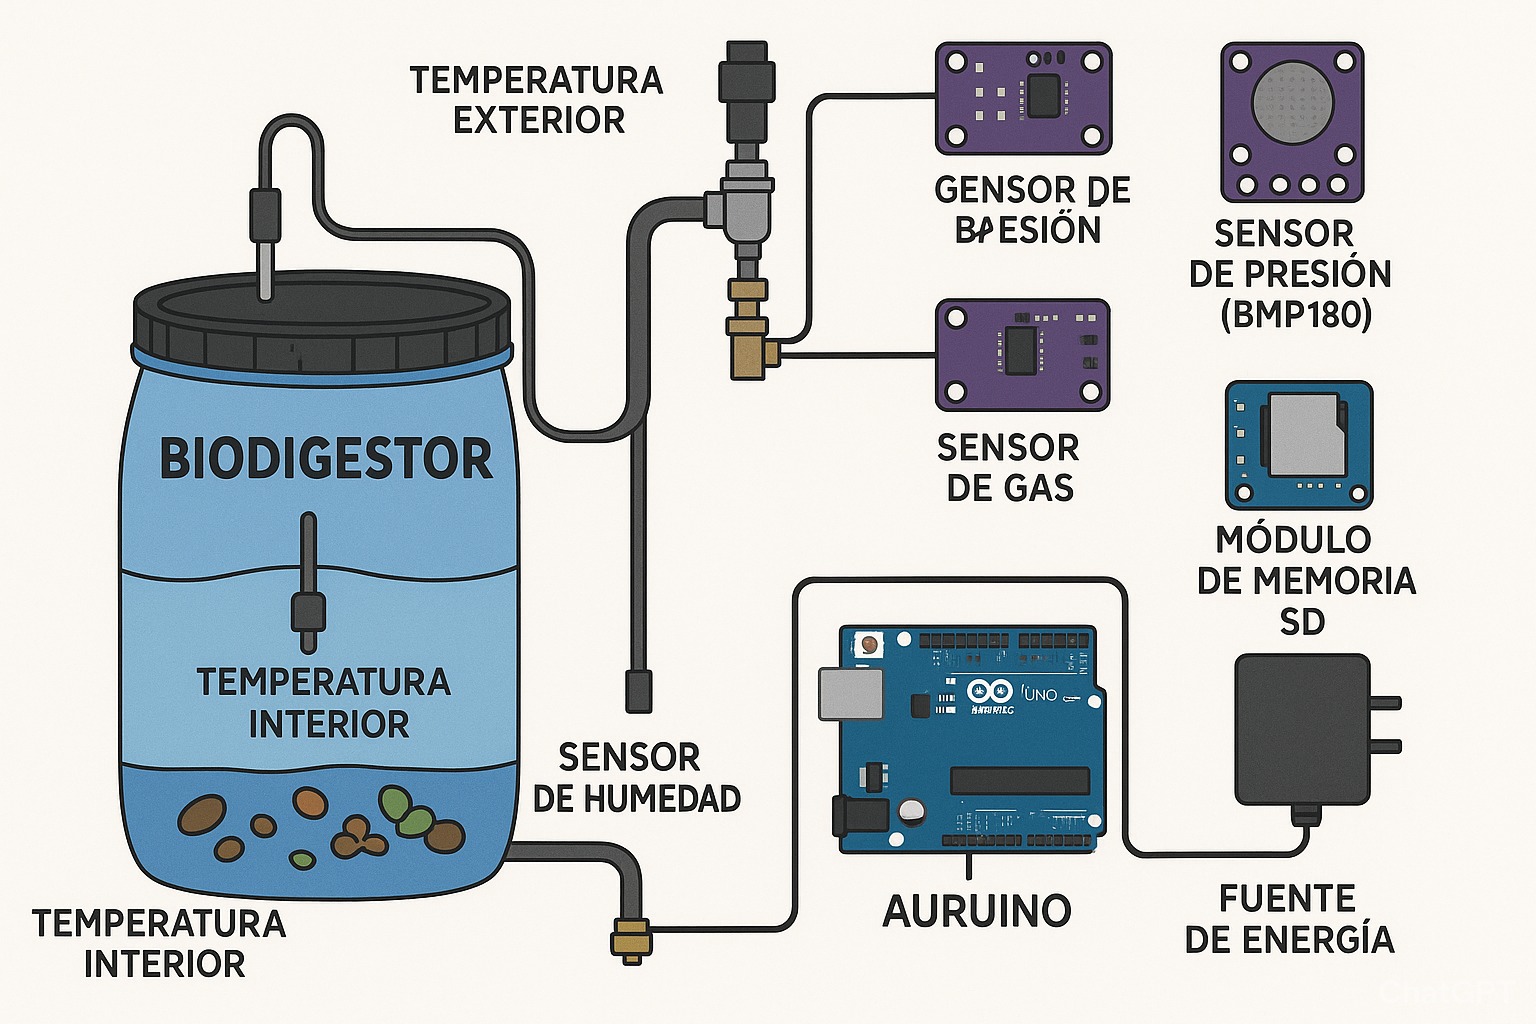 TEMPERATURA
EXTERIOR
GENSOR DE
SENSOR
DE PRESIÓN
(BMP180)
BIODIGESTOR
SENSOR
DE GAS
MÓDULO
DE MEMORIA
SD
TEMPERATURA
INTERIOR
UNO
SENSOR
DE HUMEDAD
AURUINO
FUENTE
DE ENERGÍA
TEMPERATURA
INTERIOR
ChatGPT